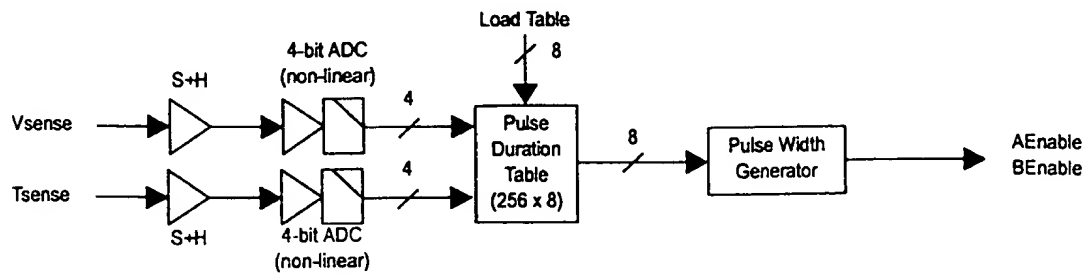 Load Table
8
4-bit ADC
(non-linear)
S+H
4
Vsense
Pulse
Duration
Table
(256 x 8)
8
Pulse Width
Generator
AEnable
BEnable
Tsense
4
S+H
4-bit ADC
(non-linear)